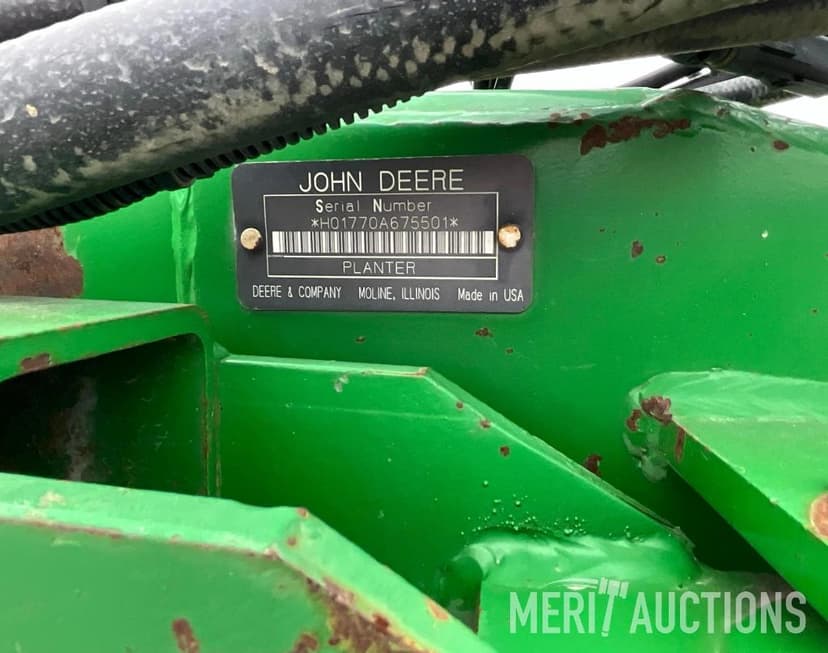 JOHN DEERE
Serial Number
*H01770A675501*
PLANTER
DEERE & COMPANY MOLINE, ILLINOIS Made in USA
MERIT AUCTIONS